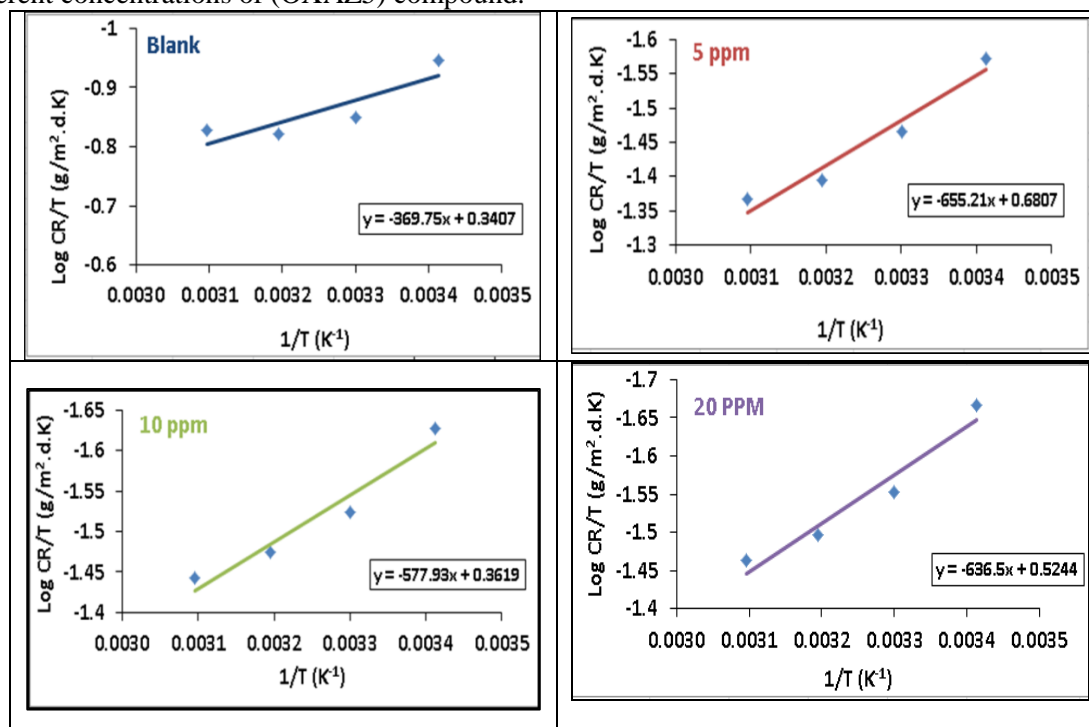 concentrations of (OXAZ5) compound.
Blank
Log CR/T (g/m².d.K)
-1
-0.9
-0.8
-0.7
-0.6
y = -369.75x + 0.3407
0.0030 0.0031 0.0032 0.0033 0.0034 0.0035
1/T (K⁻¹)
5 ppm
Log CR/T (g/m².d.K)
-1.6
-1.55
-1.5
-1.45
-1.4
-1.35
-1.3
y = -655.21x + 0.6807
0.0030 0.0031 0.0032 0.0033 0.0034 0.0035
1/T (K⁻¹)
10 ppm
Log CR/T (g/m².d.K)
-1.65
-1.6
-1.55
-1.5
-1.45
-1.4
y = -577.93x + 0.3619
0.0030 0.0031 0.0032 0.0033 0.0034 0.0035
1/T (K⁻¹)
20 PPM
Log CR/T (g/m².d.K)
-1.7
-1.65
-1.6
-1.55
-1.5
-1.45
-1.4
y = -636.5x + 0.5244
0.0030 0.0031 0.0032 0.0033 0.0034 0.0035
1/T (K⁻¹)